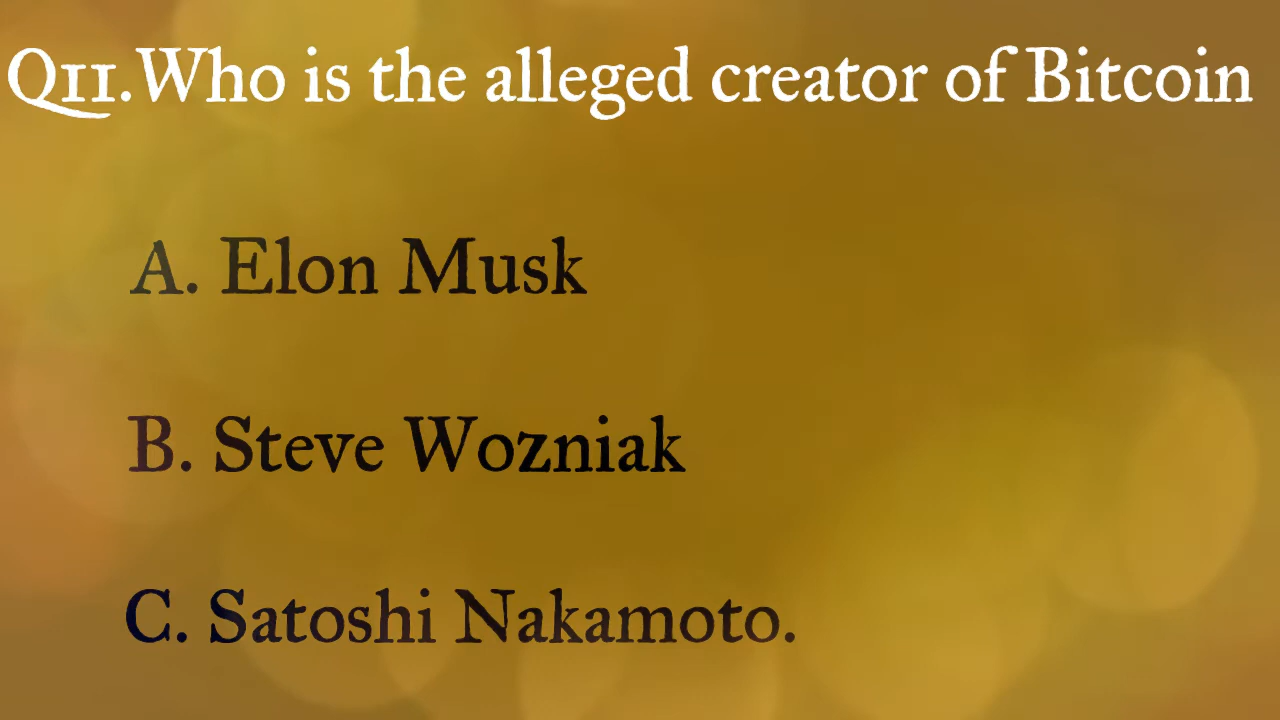 Q11.Who is the alleged creator of Bitcoin
A. Elon Musk
B. Steve Wozniak
C. Satoshi Nakamoto.